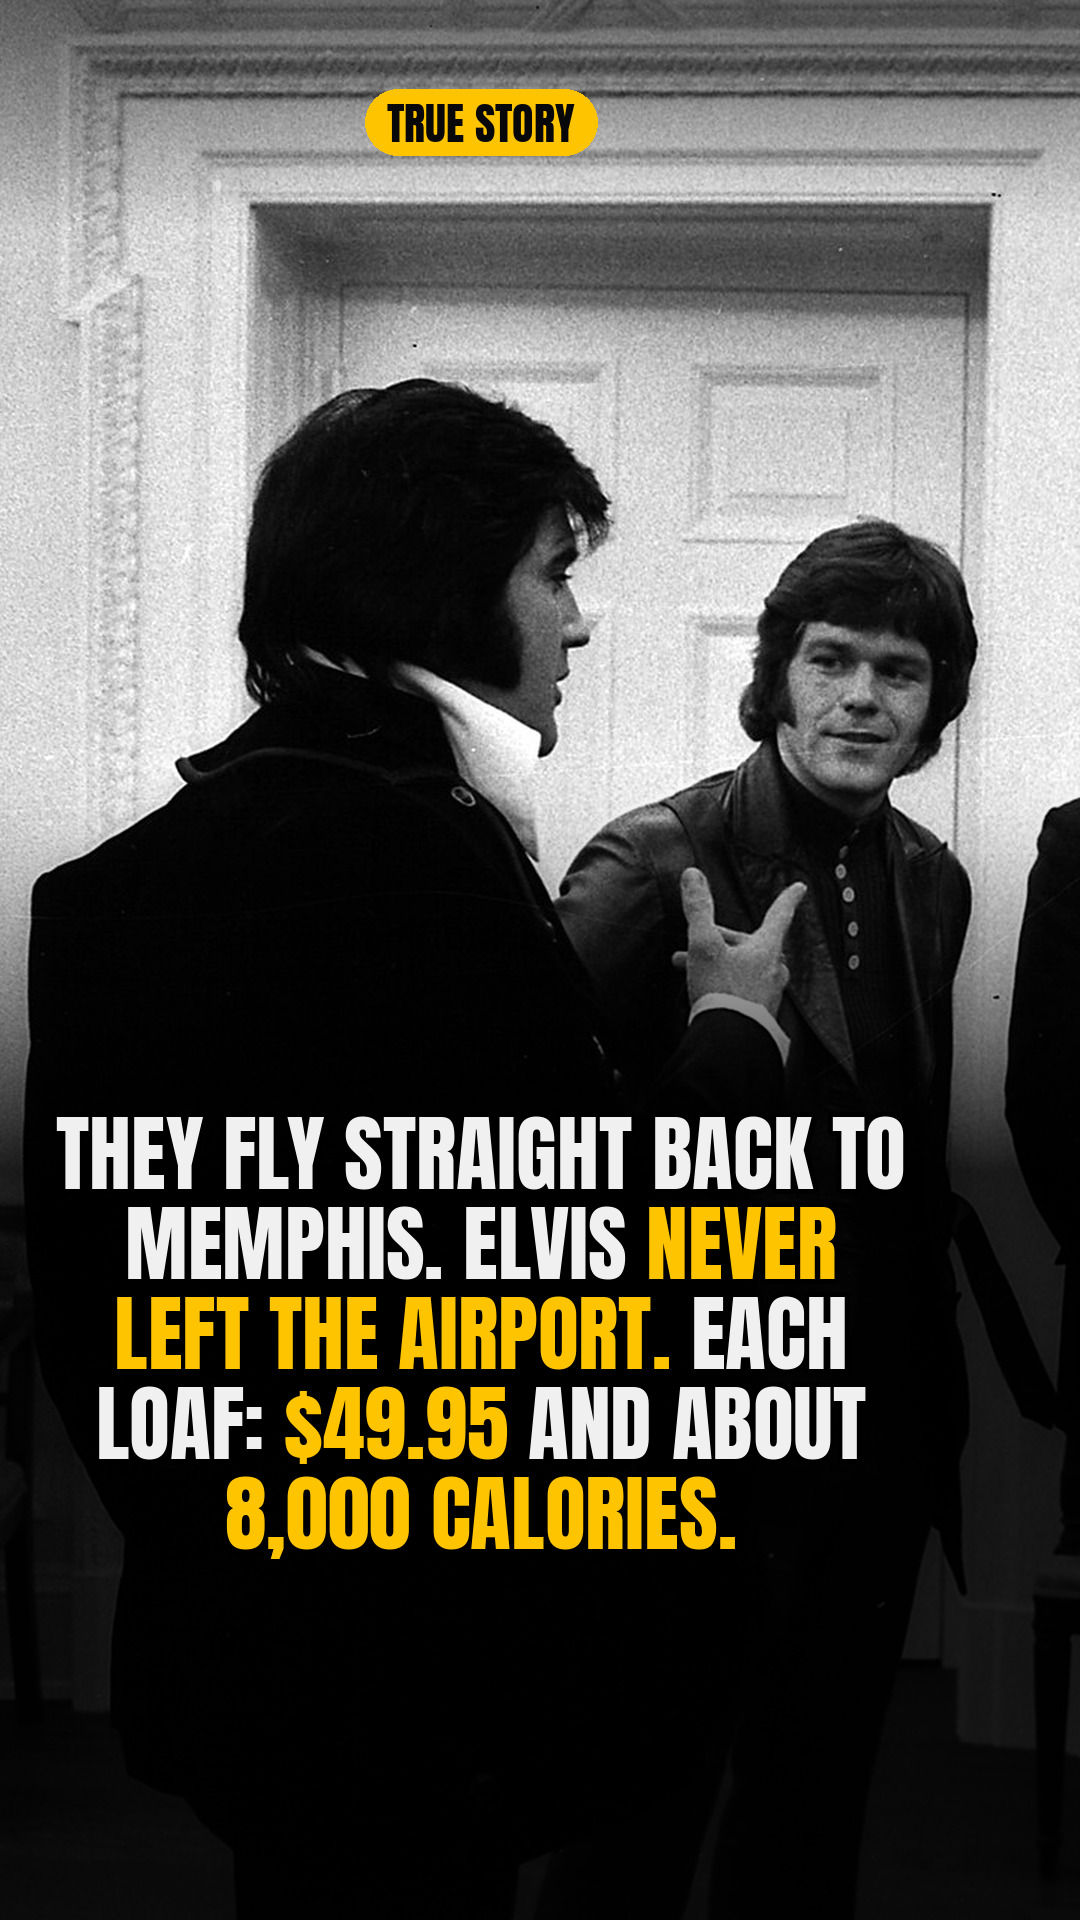 TRUE STORY
THEY FLY STRAIGHT BACK TO
MEMPHIS. ELVIS NEVER
LEFT THE AIRPORT. EACH
LOAF: $49.95 AND ABOUT
8,000 CALORIES.